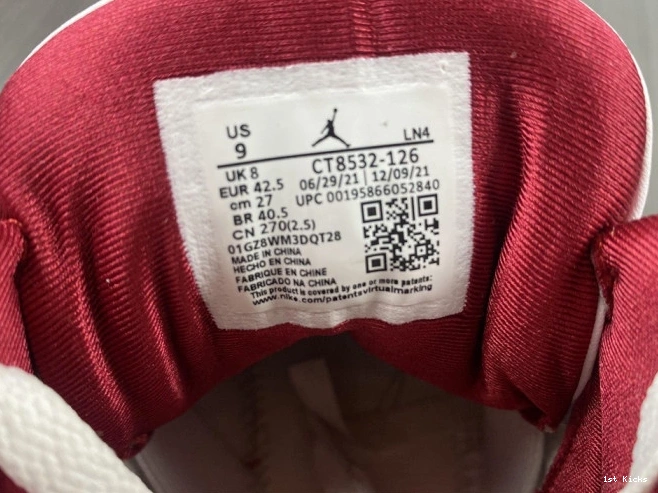 US
9
LN4
UK 8
CT8532-126
EUR 42.5
06/29/21 | 12/09/21
cm 27
UPC 00195866052840
BR 40.5
CN 270(2.5)
01GZ8WM3DQT28
MADE IN CHINA
HECHO EN CHINA
FABRIQUE EN CHINE
FABRICADO NA CHINA
This product is covered by one or more patents:
www.nike.com/patentsvirtualmarking
1st Kicks